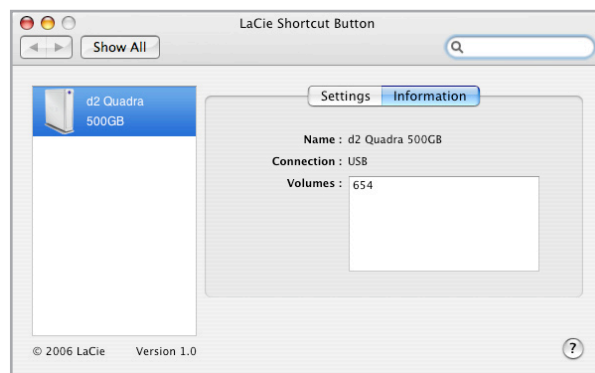 LaCie Shortcut Button
Show All
d2 Quadra
500GB
Settings Information
Name : d2 Quadra 500GB
Connection : USB
Volumes : 654
© 2006 LaCie Version 1.0
?